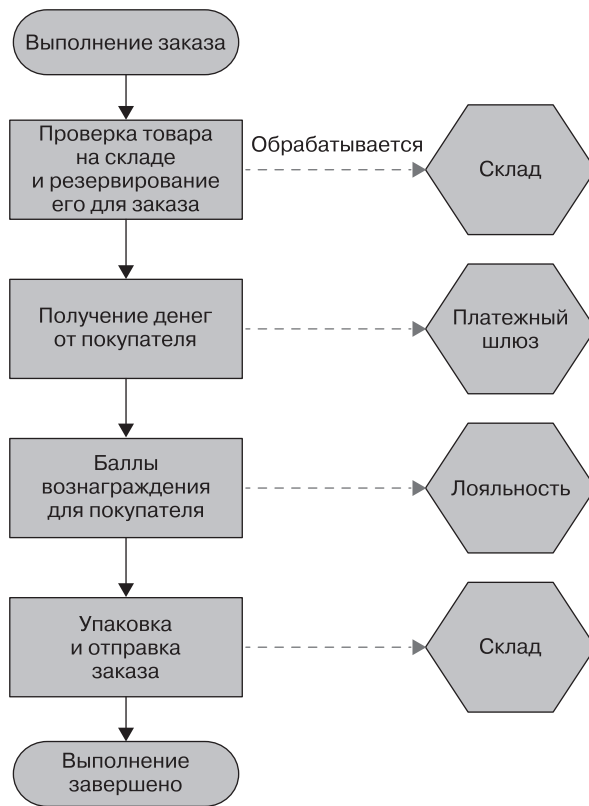 Выполнение заказа
Проверка товара
на складе
и резервирование
его для заказа
Обрабатывается
Склад
Получение денег
от покупателя
Платежный
шлюз
Баллы
вознаграждения
для покупателя
Лояльность
Упаковка
и отправка
заказа
Склад
Выполнение
завершено